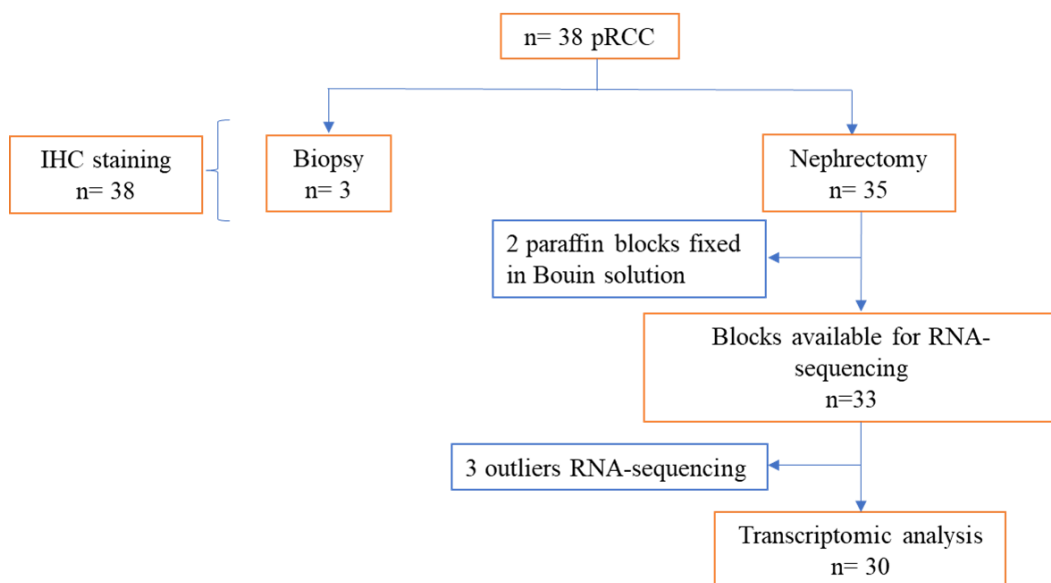 n= 38 pRCC
IHC staining
n= 38
Biopsy
n= 3
Nephrectomy
n= 35
2 paraffin blocks fixed
in Bouin solution
Blocks available for RNA-
sequencing
n=33
3 outliers RNA-sequencing
Transcriptomic analysis
n= 30